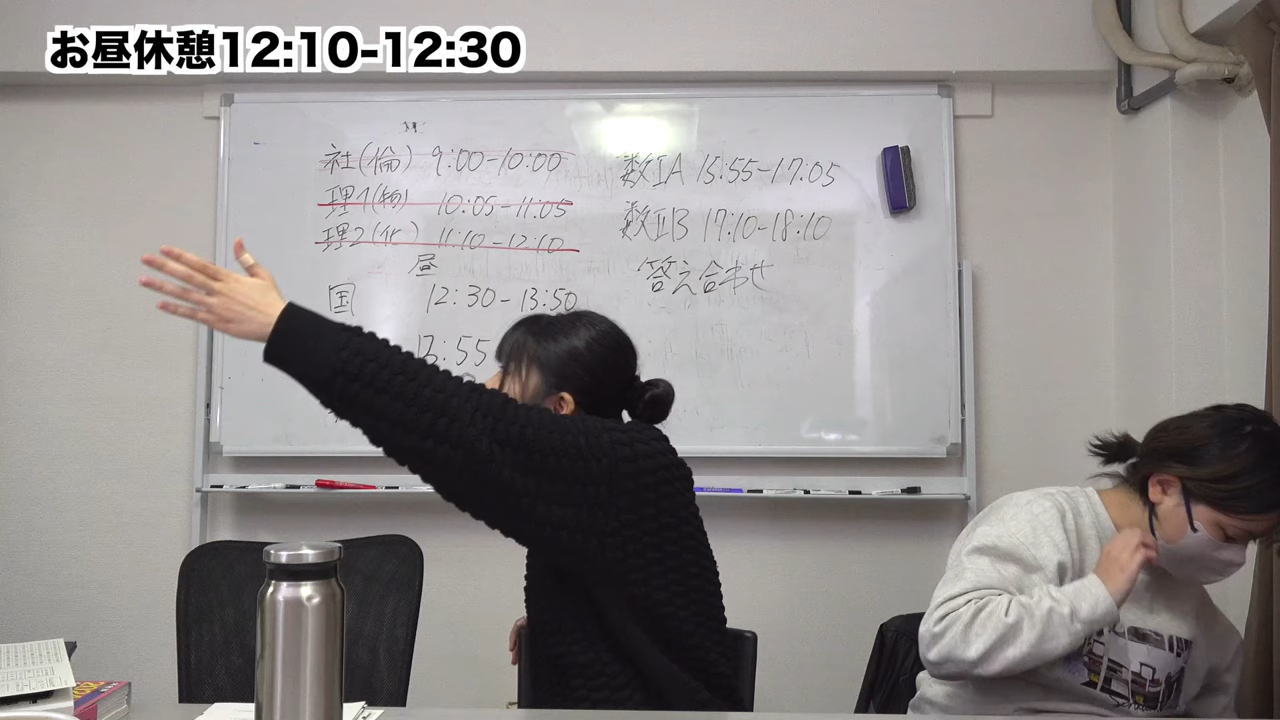 お昼休憩12:10-12:30
社(倫) 9:00-10:00
理1(物) 10:05-11:05
理2(化) 11:10-12:10
昼
国 12:30-13:50
13:55
数IA 15:55-17:05
数IIB 17:10-18:10
答え合わせ